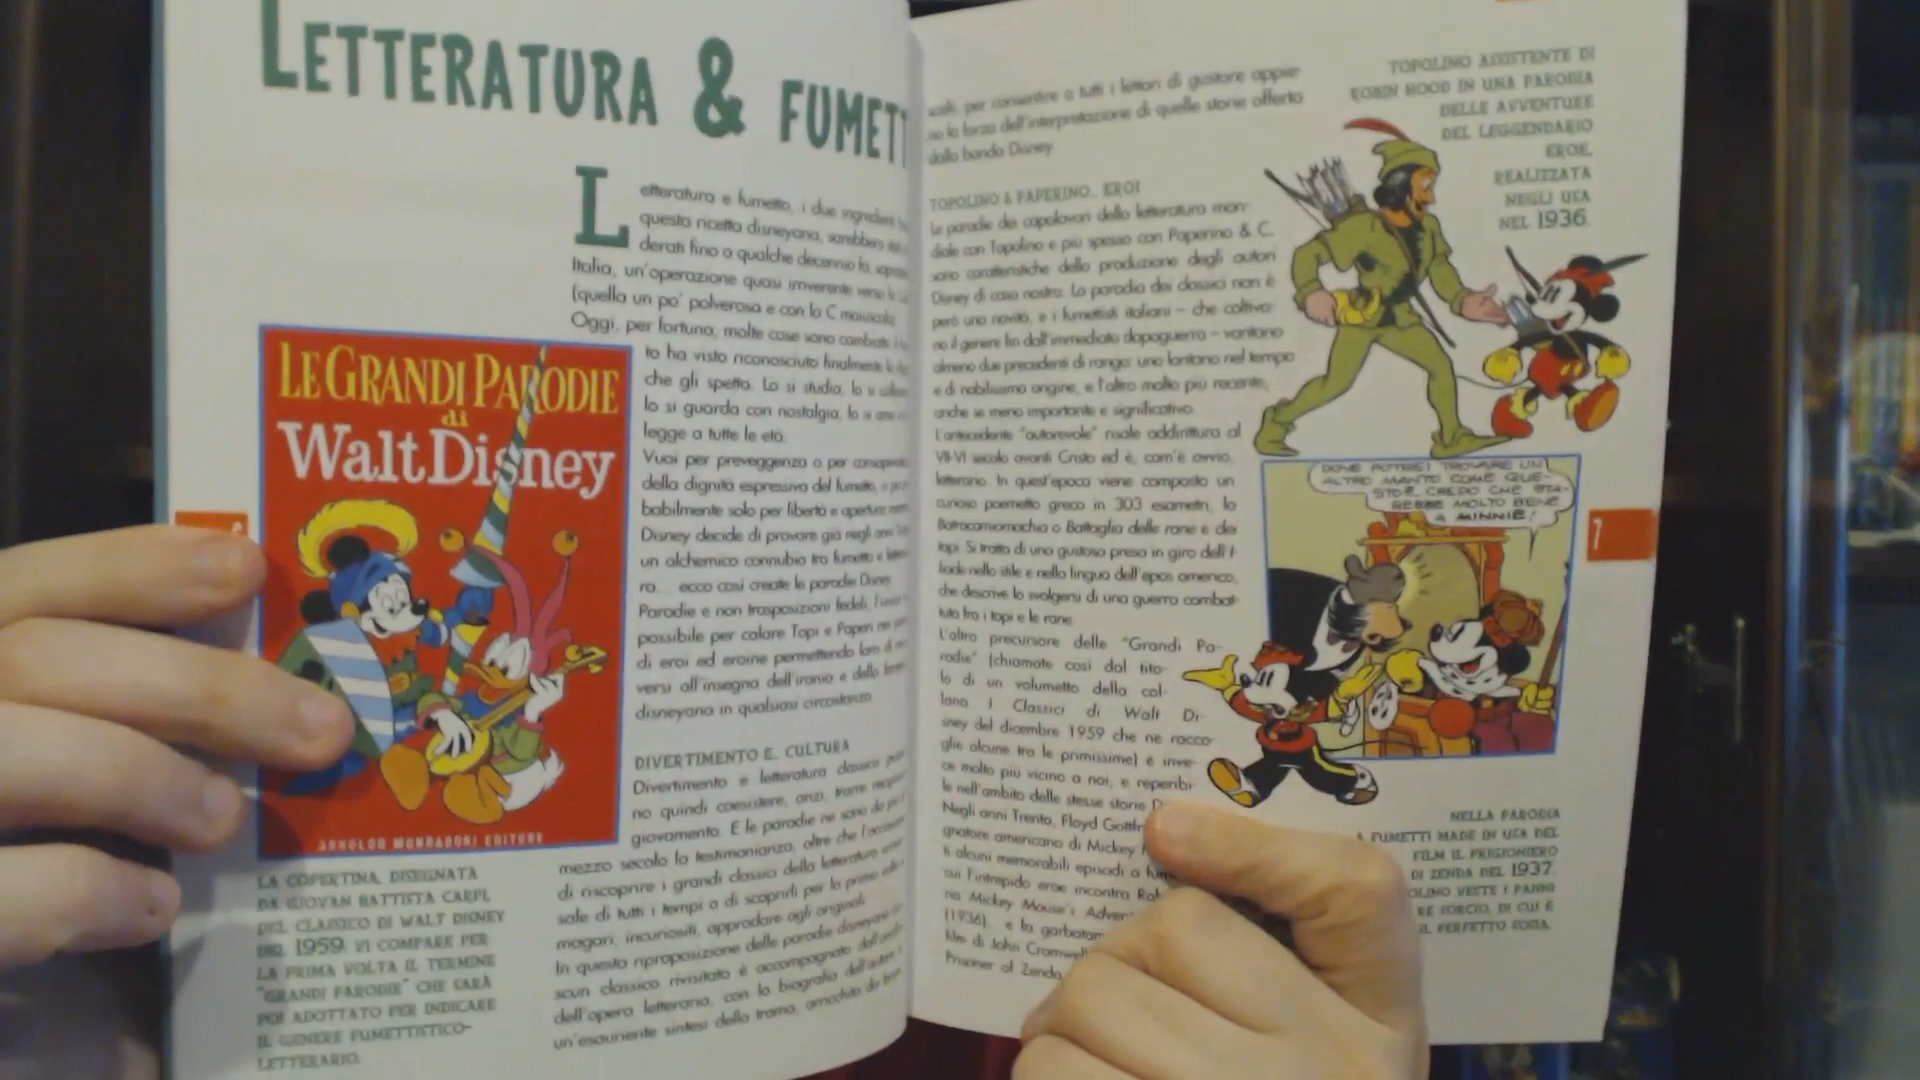 LETTERATURA & FUMETT
Letteratura e fumetto, i due ingredienti
questa ricetta disneyana, sarebbero
derati fino a qualche decennio fa,
Italia, un'operazione quasi irriverente verso la
(quella un po' polverosa e con la C maiuscola).
Oggi, per fortuna, molte cose sono cambiate:
to ha visto riconosciuto finalmente
che gli spetta. Lo si studia, lo si
lo si guarda con nostalgia, lo si ama
legge a tutte le età.
Vuoi per preveggenza o per
della dignità espressiva del fumetto,
babilmente solo per libertà e apertura
Disney decide di provare già negli anni
un alchemico connubio tra fumetto e
ro... ecco così create le parodie Disney.
Parodie e non trasposizioni fedeli,
possibile per calare Topi e Paperi nei
di eroi ed eroine permettendo loro di
versi all'insegna dell'ironia e dello
disneyana in qualsiasi circostanza.
DIVERTIMENTO E... CULTURA
Divertimento e letteratura classica
no quindi coesistere, anzi, trarre
giovamento. E le parodie ne sono da più
mezzo secolo la testimonianza, oltre che l'occasione
di riscoprire i grandi classici della letteratura
sale di tutti i tempi o di scoprirli per la prima volta e
magari, incuriositi, approdare agli originali.
In questa riproposizione delle parodie disneyane
scun classico rivisitato è accompagnato
dell'opera letteraria, con la biografia dell'autore e
un'esauriente sintesi della trama, arricchita da
LE GRANDI PARODIE
di
Walt Disney
ARNOLDO MONDADORI EDITORE
LA COPERTINA, DISEGNATA
DA GIOVAN BATTISTA CARPI,
DEL CLASSICO DI WALT DISNEY
DEL 1959. VI COMPARE PER
LA PRIMA VOLTA IL TERMINE
"GRANDI PARODIE" CHE SARÀ
POI ADOTTATO PER INDICARE
IL GENERE FUMETTISTICO-
LETTERARIO.
per consentire a tutti i lettori di gustare appie-
no la forza dell'interpretazione di quelle storie offerta
dalla banda Disney.
TOPOLINO & PAPERINO... EROI
Le parodie dei capolavori della letteratura mon-
diale con Topolino e più spesso con Paperino & C.
sono caratteristiche della produzione degli autori
Disney di casa nostra. La parodia dei classici non è
però una novità, e i fumettisti italiani – che coltiva-
no il genere fin dall'immediato dopoguerra – vantano
almeno due precedenti di rango: uno lontano nel tempo
e di nobilissima origine, e l'altro molto più recente,
anche se meno importante e significativo.
L'antecedente "autorevole" risale addirittura al
VII-VI secolo avanti Cristo ed è, com'è ovvio,
letterario. In quest'epoca viene composto un
curioso poemetto greco in 303 esametri, la
Batracomiomachia o Battaglia delle rane e dei
topi. Si tratta di una gustosa presa in giro dell'I-
liade nello stile e nella lingua dell'epos omerico,
che descrive lo svolgersi di una guerra combat-
tuta fra i topi e le rane.
L'altro precursore delle "Grandi Pa-
rodie" (chiamate così dal tito-
lo di un volumetto della col-
lana I Classici di Walt Di-
sney del dicembre 1959 che ne racco-
glie alcune tra le primissime) è inve-
ce molto più vicino a noi, e reperibi-
le nell'ambito delle stesse storie D
Negli anni Trenta, Floyd Gottfr
gnatore americano di Mickey
ti alcuni memorabili episodi a
cui l'intrepido eroe incontra Rob
na Mickey Mouse's Adven
(1936), e la garbata
film di John Cromwell
Prisoner of Zenda
TOPOLINO ASSISTENTE DI
ROBIN HOOD IN UNA PARODIA
DELLE AVVENTURE
DEL LEGGENDARIO
EROE,
REALIZZATA
NEGLI USA
NEL 1936.
DOVE POTREI TROVARE UN
ALTRO MANTO COME QUE-
STO? CREDO CHE STA-
REBBE MOLTO BENE
A MINNIE!
7
NELLA PARODIA
A FUMETTI MADE IN USA DEL
FILM IL PRIGIONIERO
DI ZENDA DEL 1937,
OLINO VESTE I PANNI
RE SORCIO, DI CUI È
IL PERFETTO SOSIA.